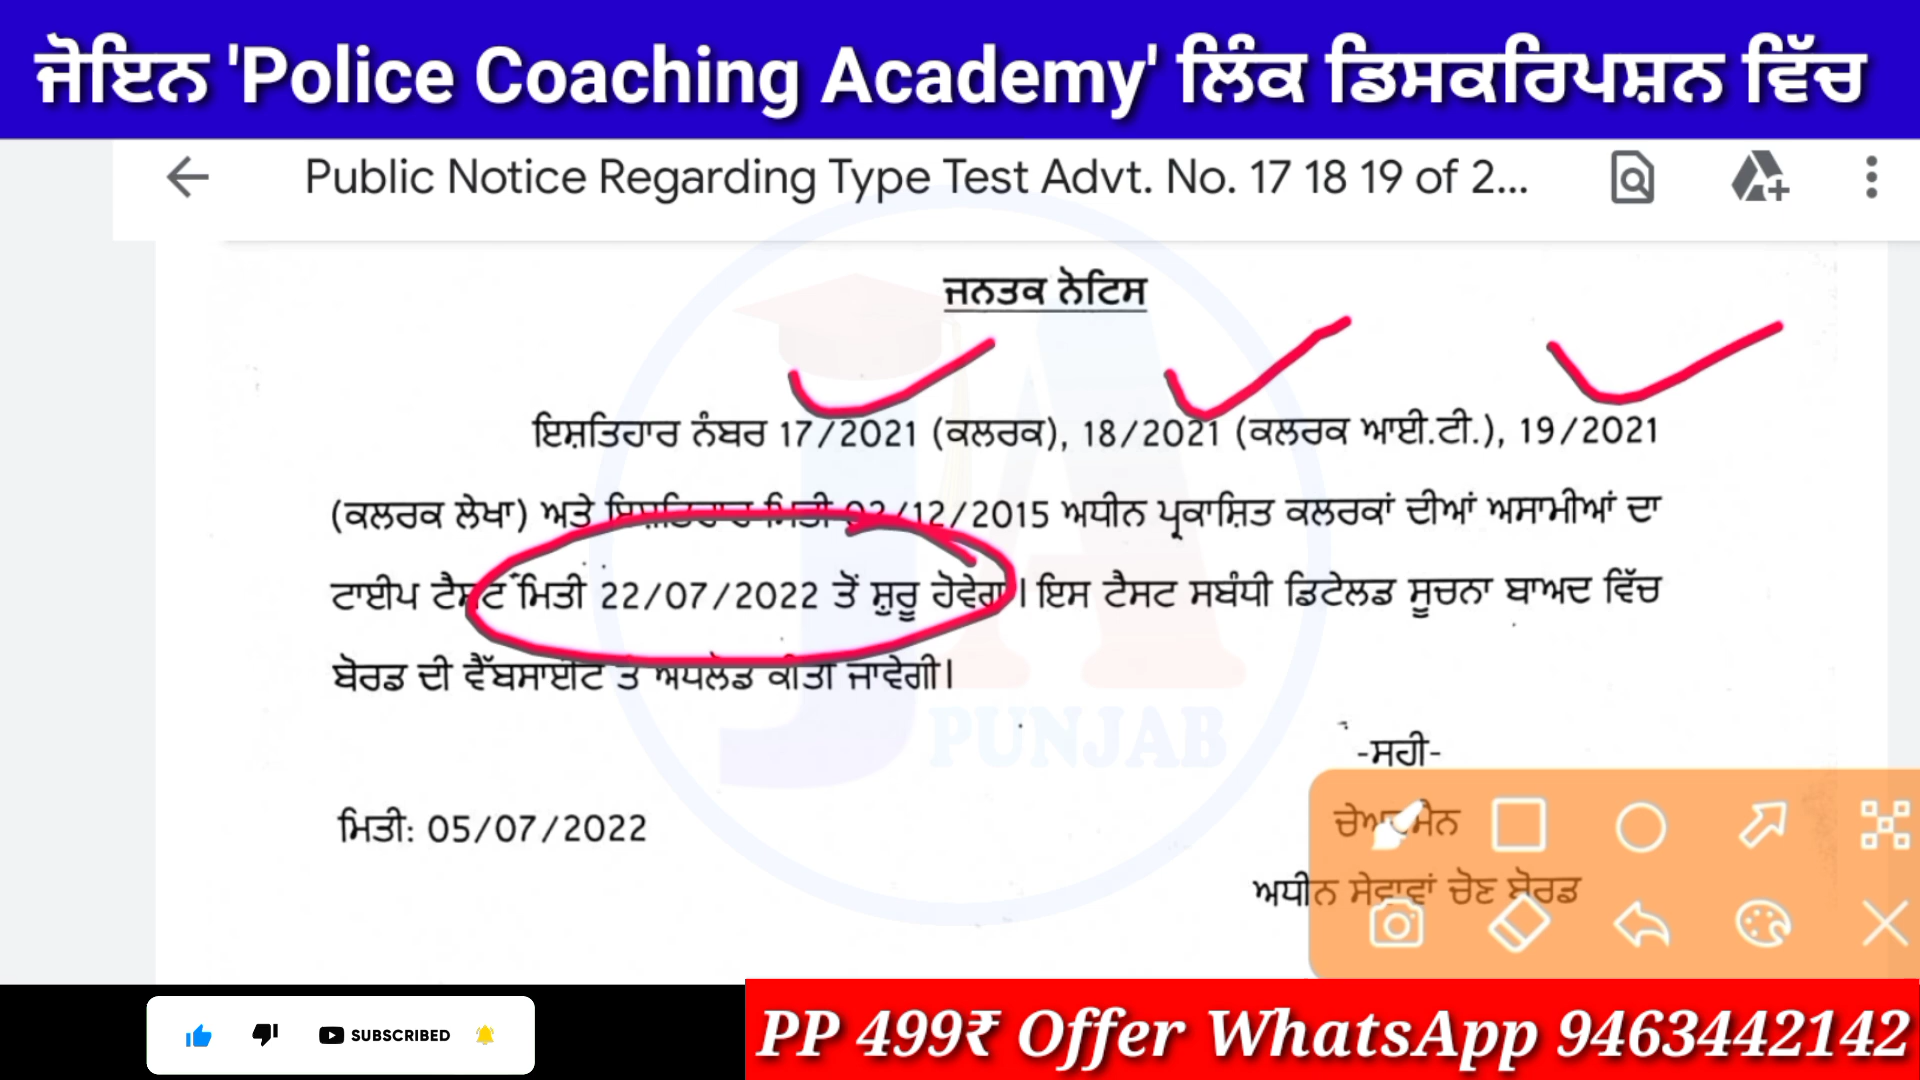 ਜੋਇਨ 'Police Coaching Academy' ਲਿੰਕ ਡਿਸਕਰਿਪਸ਼ਨ ਵਿੱਚ
Public Notice Regarding Type Test Advt. No. 17 18 19 of 2...
ਜਨਤਕ ਨੋਟਿਸ
ਇਸ਼ਤਿਹਾਰ ਨੰਬਰ 17/2021 (ਕਲਰਕ), 18/2021 (ਕਲਰਕ ਆਈ.ਟੀ.), 19/2021
(ਕਲਰਕ ਲੇਖਾ) ਅਤੇ ਇਸ਼ਤਿਹਾਰ ਮਿਤੀ 02/12/2015 ਅਧੀਨ ਪ੍ਰਕਾਸ਼ਿਤ ਕਲਰਕਾਂ ਦੀਆਂ ਅਸਾਮੀਆਂ ਦਾ
ਟਾਈਪ ਟੈਸਟ ਮਿਤੀ 22/07/2022 ਤੋਂ ਸ਼ੁਰੂ ਹੋਵੇਗਾ। ਇਸ ਟੈਸਟ ਸਬੰਧੀ ਡਿਟੇਲਡ ਸੂਚਨਾ ਬਾਅਦ ਵਿੱਚ
ਬੋਰਡ ਦੀ ਵੈੱਬਸਾਈਟ ਤੇ ਅਪਲੋਡ ਕੀਤੀ ਜਾਵੇਗੀ।
JA
PUNJAB
-ਸਹੀ-
ਮਿਤੀ: 05/07/2022
ਚੇਅਰਮੈਨ
ਅਧੀਨ ਸੇਵਾਵਾਂ ਚੋਣ ਬੋਰਡ
SUBSCRIBED
PP 499₹ Offer WhatsApp 9463442142